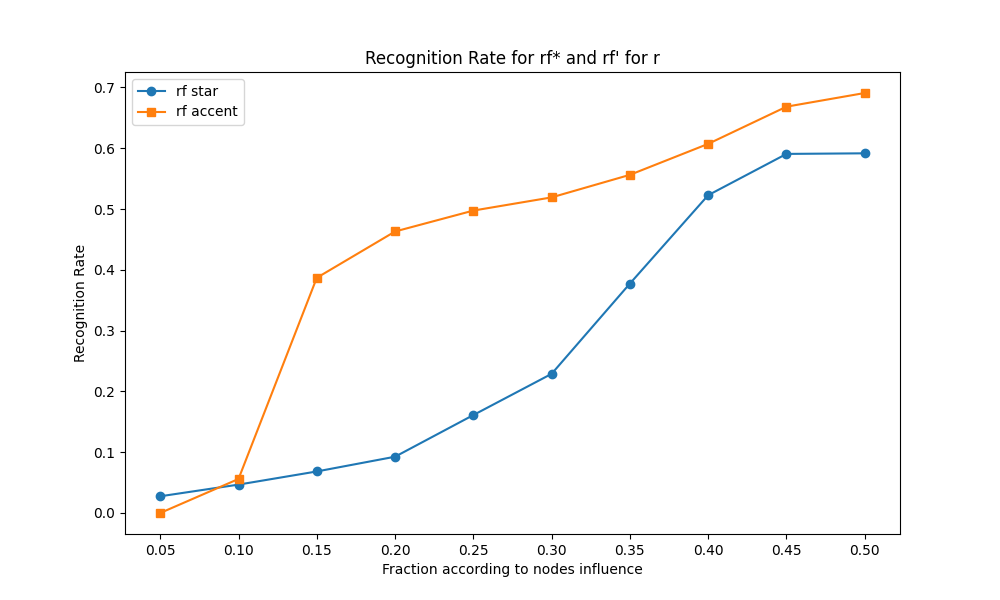 Recognition Rate for rf* and rf' for r
rf star
rf accent
0.7
0.6
0.5
0.4
0.3
0.2
0.1
0.0
Recognition Rate
0.05 0.10 0.15 0.20 0.25 0.30 0.35 0.40 0.45 0.50
Fraction according to nodes influence